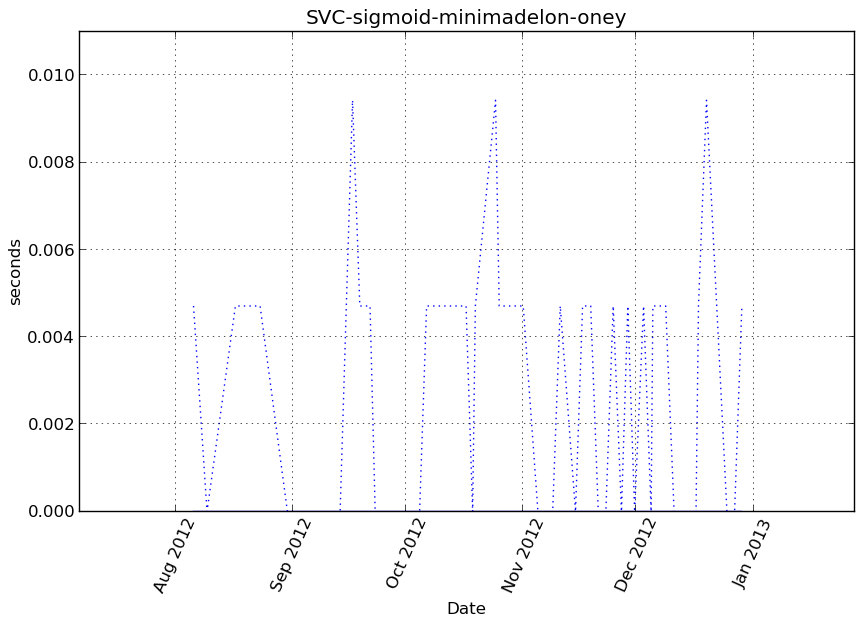 SVC-sigmoid-minimadelon-oney
0.010
0.008
0.006
0.004
0.002
0.000
seconds
Aug 2012
Sep 2012
Oct 2012
Nov 2012
Dec 2012
Jan 2013
Date